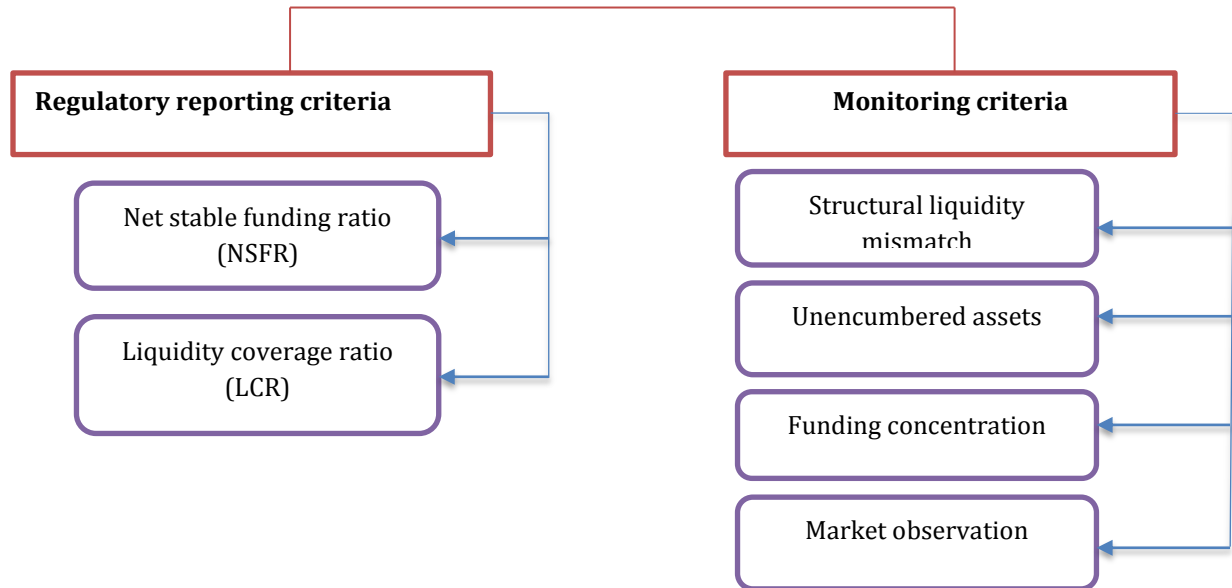 Regulatory reporting criteria
Net stable funding ratio
(NSFR)
Liquidity coverage ratio
(LCR)
Monitoring criteria
Structural liquidity
mismatch
Unencumbered assets
Funding concentration
Market observation